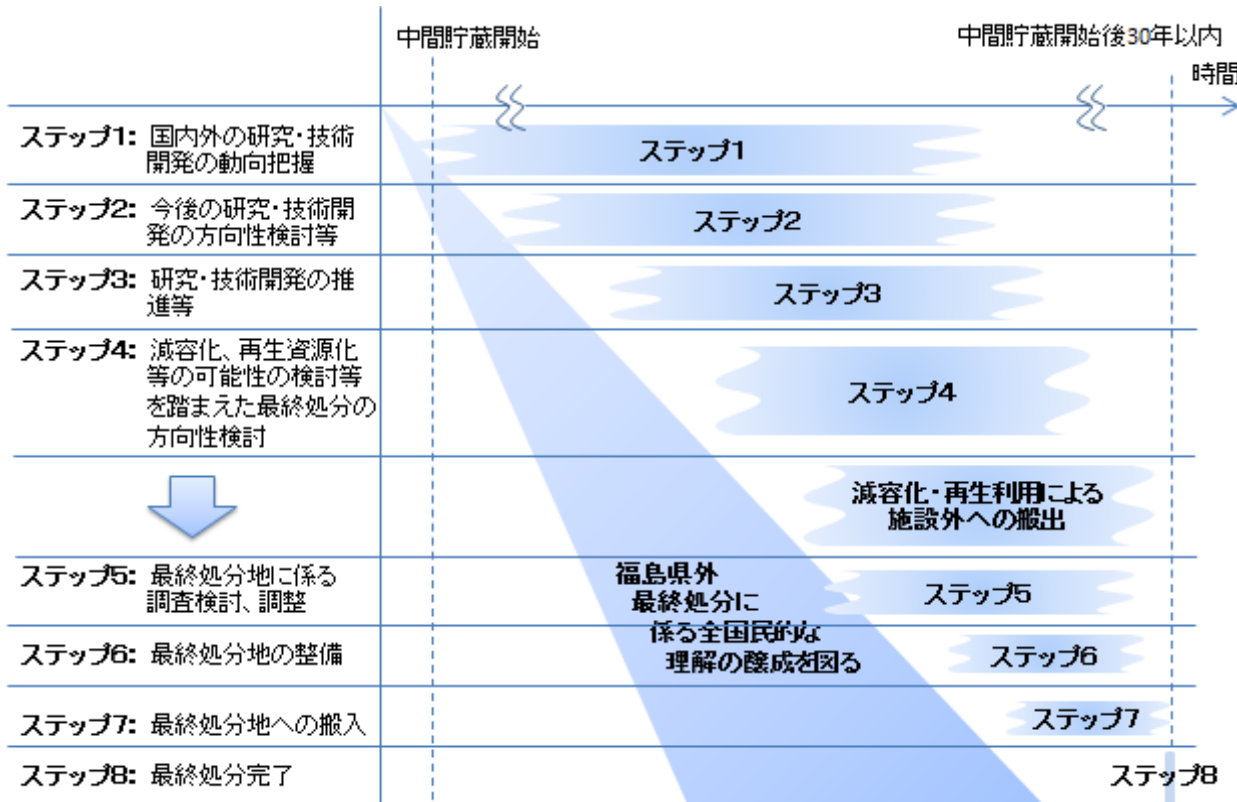 中間貯蔵開始
中間貯蔵開始後30年以内
時間
ステップ1: 国内外の研究・技術
開発の動向把握
ステップ1
ステップ2: 今後の研究・技術開
発の方向性検討等
ステップ2
ステップ3: 研究・技術開発の推
進等
ステップ3
ステップ4: 減容化、再生資源化
等の可能性の検討等
を踏まえた最終処分の
方向性検討
ステップ4
減容化・再生利用による
施設外への搬出
ステップ5: 最終処分地に係る
調査検討、調整
ステップ5
福島県外
最終処分に
係る全国民的な
理解の醸成を図る
ステップ6: 最終処分地の整備
ステップ6
ステップ7: 最終処分地への搬入
ステップ7
ステップ8: 最終処分完了
ステップ8